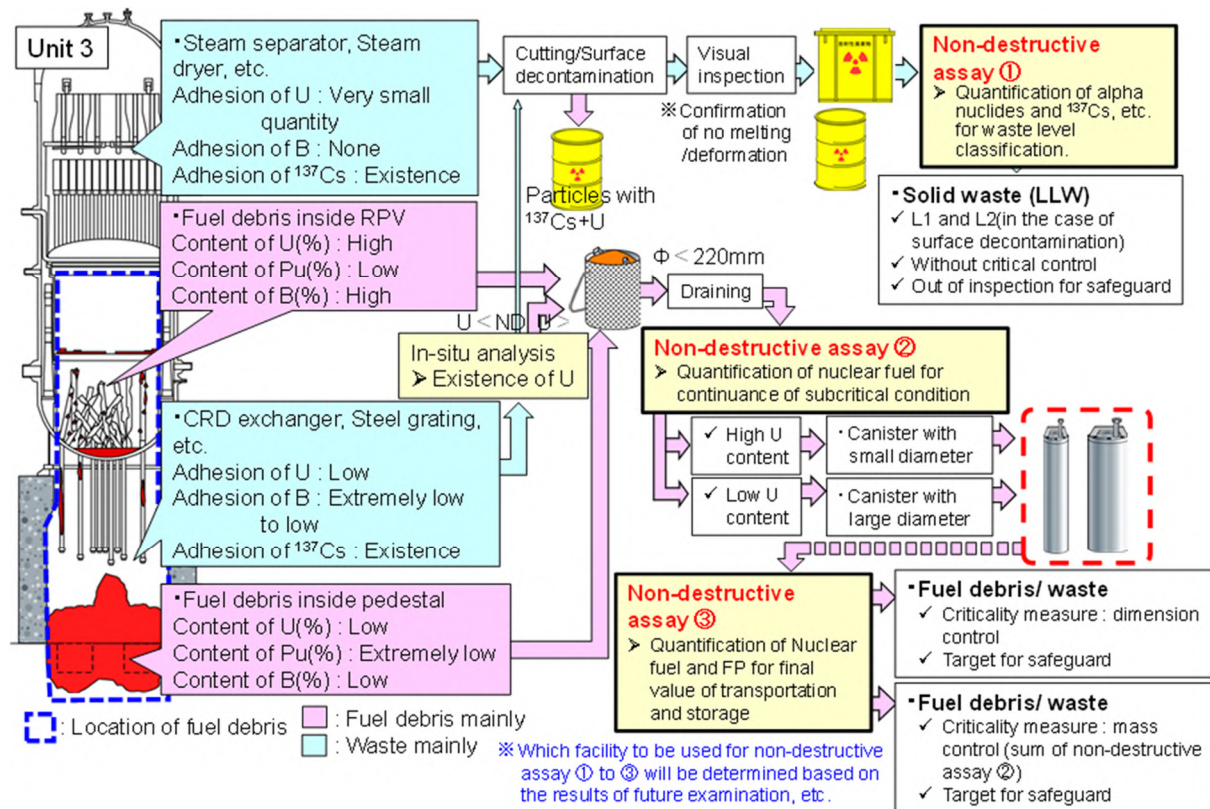 Unit 3
・Steam separator, Steam
dryer, etc.
Adhesion of U : Very small
quantity
Adhesion of B : None
Adhesion of ¹³⁷Cs : Existence
Cutting/Surface
decontamination
Visual
inspection
※Confirmation
of no melting
/deformation
Particles with
¹³⁷Cs+U
Non-destructive
assay ①
➢ Quantification of alpha
nuclides and ¹³⁷Cs, etc.
for waste level
classification.
・Solid waste (LLW)
✓ L1 and L2(in the case of
surface decontamination)
✓ Without critical control
✓ Out of inspection for safeguard
・Fuel debris inside RPV
Content of U(%) : High
Content of Pu(%) : Low
Content of B(%) : High
Φ < 220mm
Draining
U < ND U >
In-situ analysis
➢ Existence of U
Non-destructive assay ②
➢ Quantification of nuclear fuel for
continuance of subcritical condition
✓ High U
content
・Canister with
small diameter
✓ Low U
content
・Canister with
large diameter
・CRD exchanger, Steel grating,
etc.
Adhesion of U : Low
Adhesion of B : Extremely low
to low
Adhesion of ¹³⁷Cs : Existence
・Fuel debris inside pedestal
Content of U(%) : Low
Content of Pu(%) : Extremely low
Content of B(%) : Low
Non-destructive
assay ③
➢ Quantification of Nuclear
fuel and FP for final
value of transportation
and storage
・Fuel debris/ waste
✓ Criticality measure : dimension
control
✓ Target for safeguard
・Fuel debris/ waste
✓ Criticality measure : mass
control (sum of non-destructive
assay ②)
✓ Target for safeguard
: Location of fuel debris
: Fuel debris mainly
: Waste mainly
※ Which facility to be used for non-destructive
assay ① to ③ will be determined based on
the results of future examination, etc.